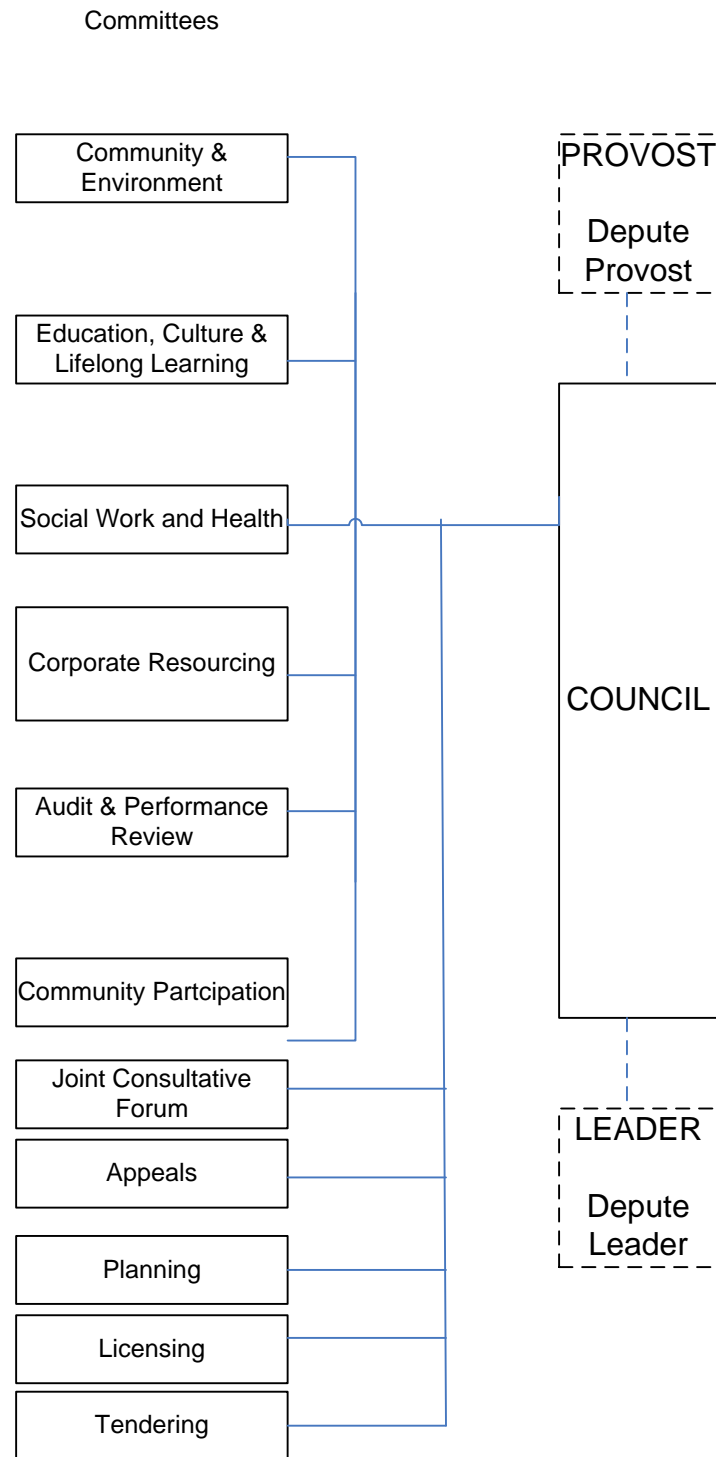 Committees
Community &
Environment
Education, Culture &
Lifelong Learning
Social Work and Health
Corporate Resourcing
Audit & Performance
Review
Community Partcipation
Joint Consultative
Forum
Appeals
Planning
Licensing
Tendering
PROVOST
Depute
Provost
COUNCIL
LEADER
Depute
Leader